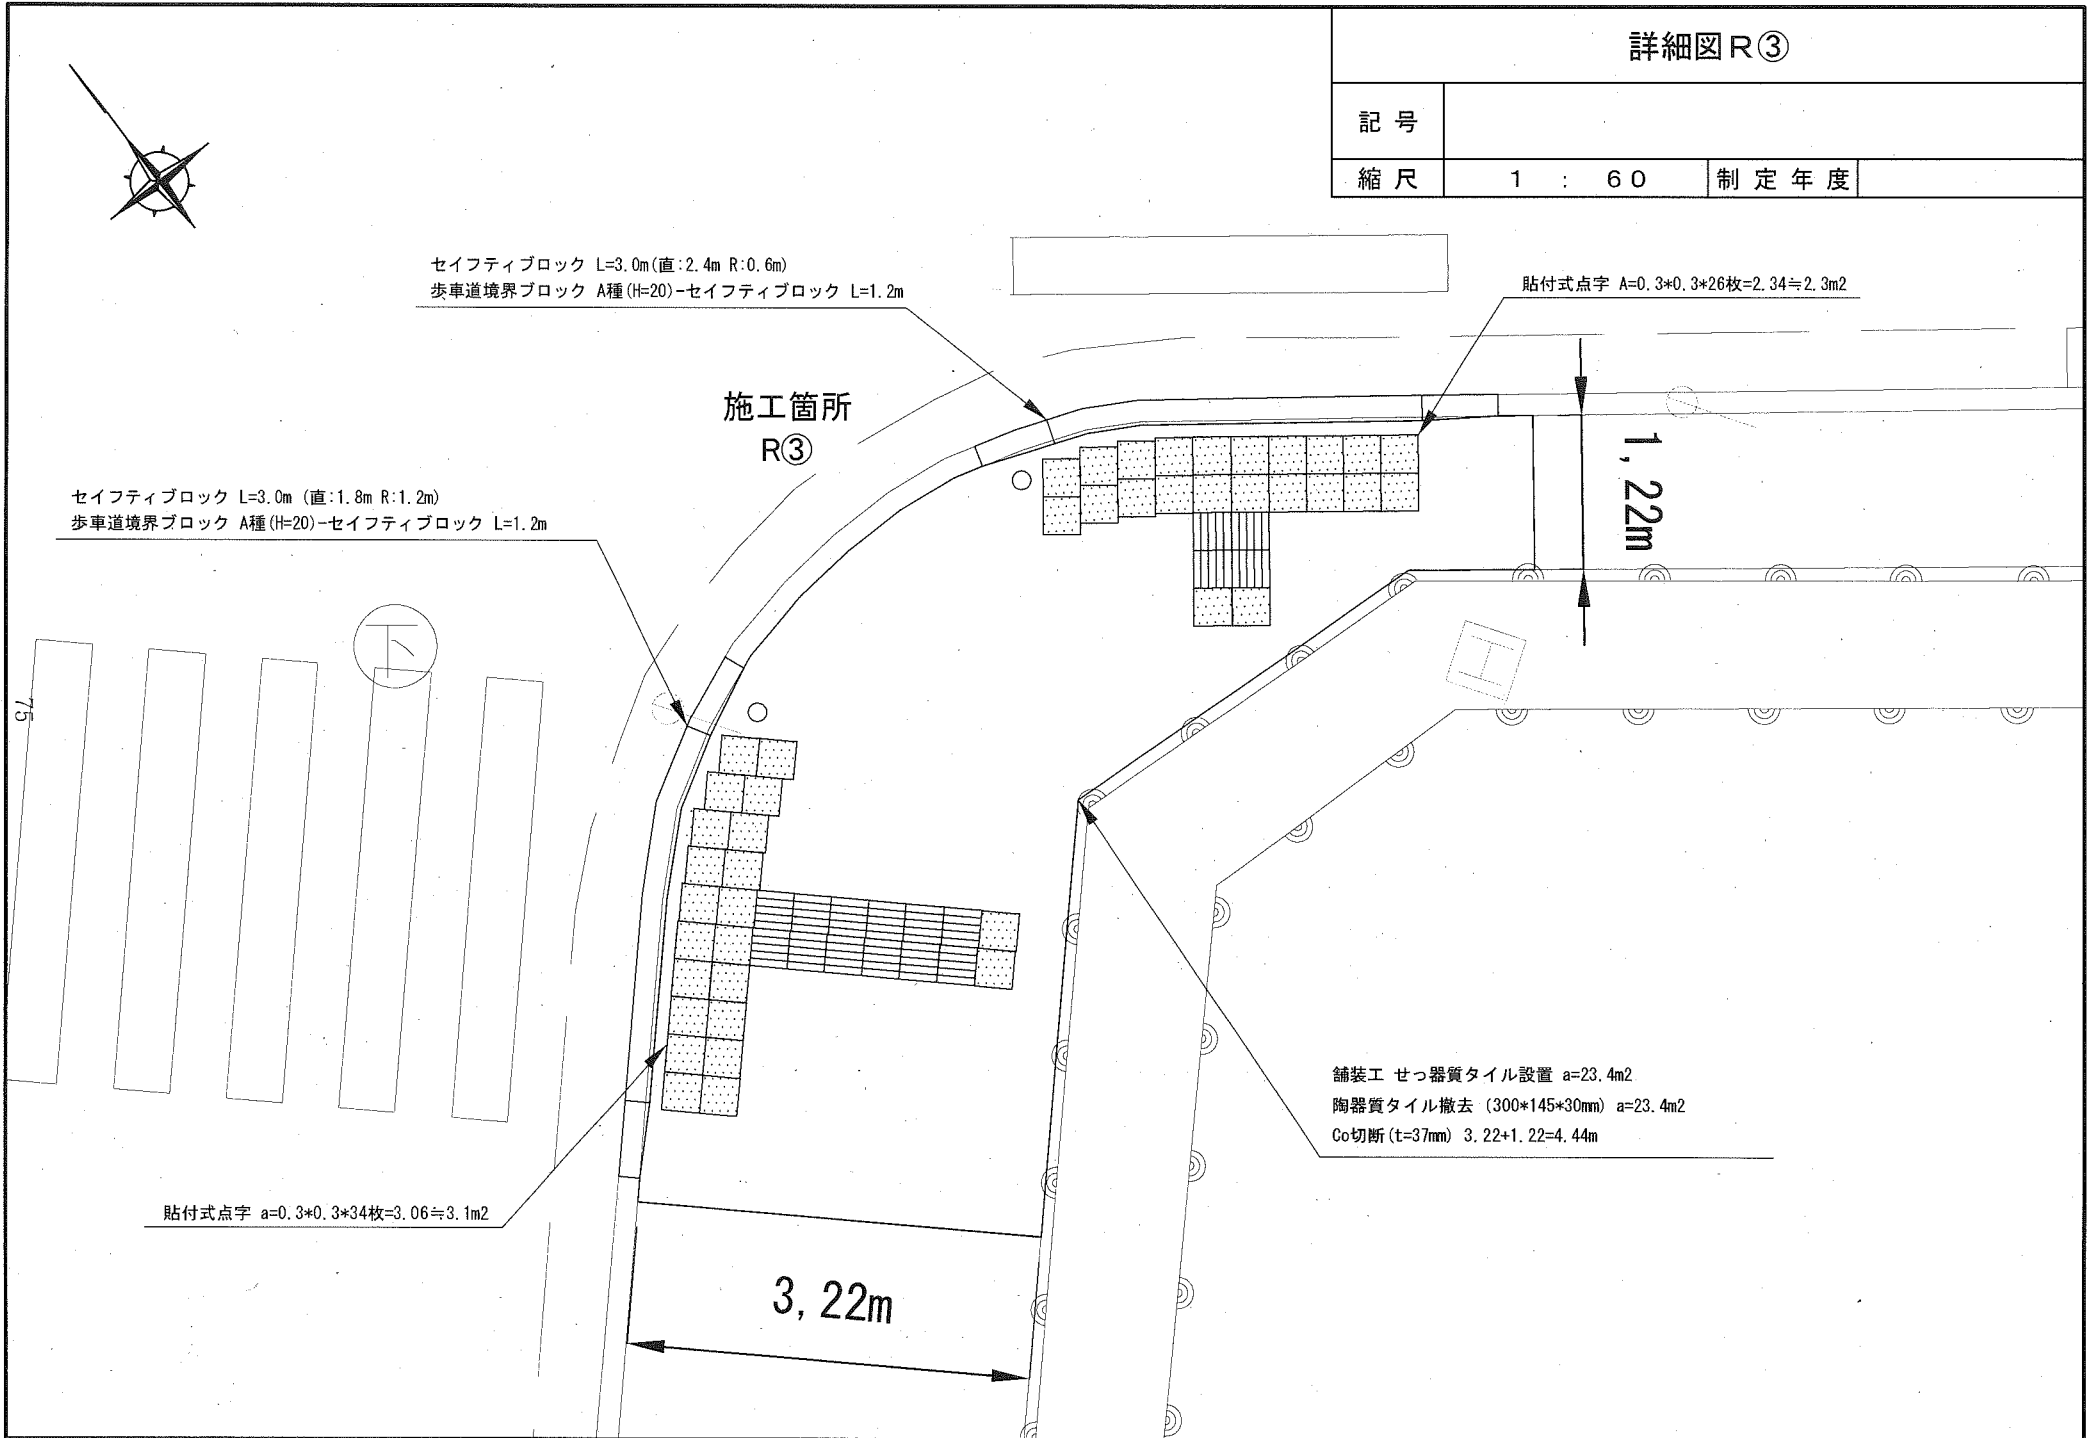 詳細図R③
記号
縮尺 1 : 60 制定年度
セイフティブロック L=3.0m(直:2.4m R:0.6m)
歩車道境界ブロック A種(H=20)-セイフティブロック L=1.2m
貼付式点字 A=0.3*0.3*26枚=2.34≒2.3m2
施工箇所
R③
1,22m
セイフティブロック L=3.0m (直:1.8m R:1.2m)
歩車道境界ブロック A種(H=20)-セイフティブロック L=1.2m
下
エ
75
舗装工 せっ器質タイル設置 a=23.4m2
陶器質タイル撤去 (300*145*30mm) a=23.4m2
Co切断(t=37mm) 3.22+1.22=4.44m
貼付式点字 a=0.3*0.3*34枚=3.06≒3.1m2
3,22m